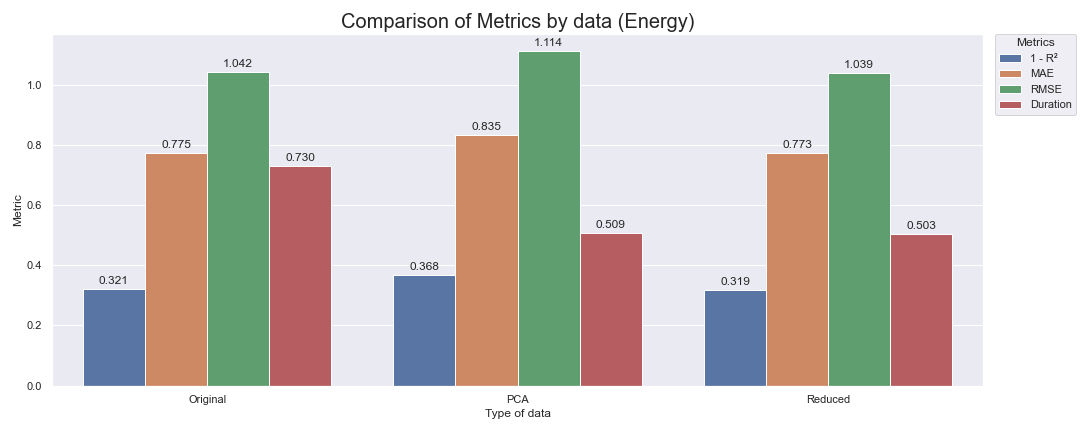 Comparison of Metrics by data (Energy)
Metrics
1 - R²
MAE
RMSE
Duration
Metric
1.0
0.8
0.6
0.4
0.2
0.0
0.321
0.775
1.042
0.730
0.368
0.835
1.114
0.509
0.319
0.773
1.039
0.503
Original
PCA
Reduced
Type of data